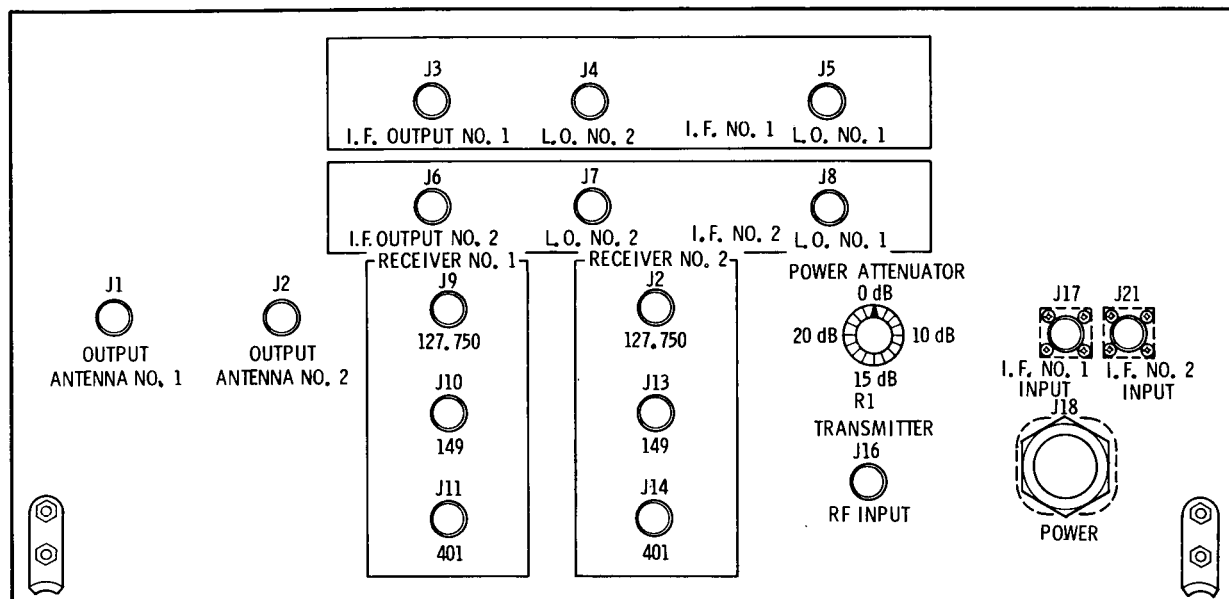 J3 J4 J5
I.F. OUTPUT NO. 1 L.O. NO. 2 I.F. NO. 1 L.O. NO. 1
J6 J7 J8
I.F. OUTPUT NO. 2 L.O. NO. 2 I.F. NO. 2 L.O. NO. 1
RECEIVER NO. 1 RECEIVER NO. 2
J1
OUTPUT
ANTENNA NO. 1
J2
OUTPUT
ANTENNA NO. 2
J9
127.750
J10
149
J11
401
J2
127.750
J13
149
J14
401
POWER ATTENUATOR
0 dB
20 dB 10 dB
15 dB
R1
TRANSMITTER
J16
RF INPUT
J17 J21
I.F. NO. 1 I.F. NO. 2
INPUT INPUT
J18
POWER